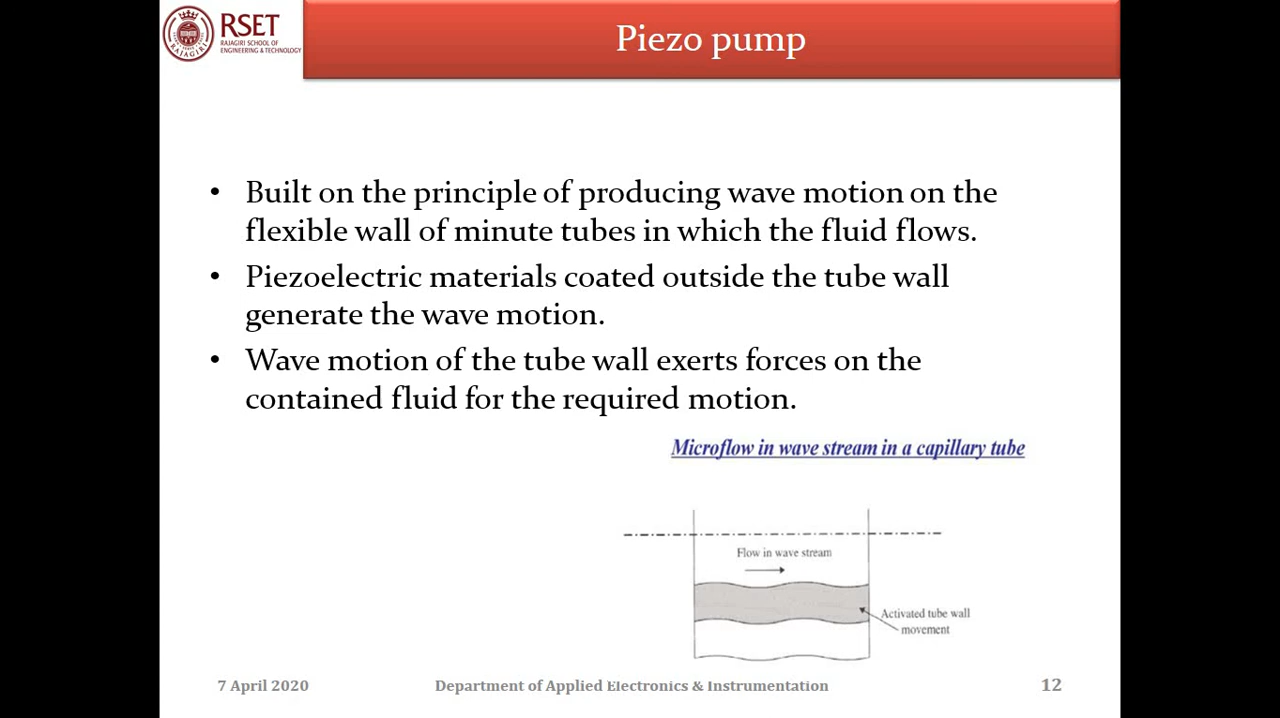 RSET
RAJAGIRI SCHOOL OF
ENGINEERING & TECHNOLOGY
RAJAGIRI
Piezo pump
• Built on the principle of producing wave motion on the
flexible wall of minute tubes in which the fluid flows.
• Piezoelectric materials coated outside the tube wall
generate the wave motion.
• Wave motion of the tube wall exerts forces on the
contained fluid for the required motion.
Microflow in wave stream in a capillary tube
Flow in wave stream
Activated tube wall
movement
7 April 2020
Department of Applied Electronics & Instrumentation
12